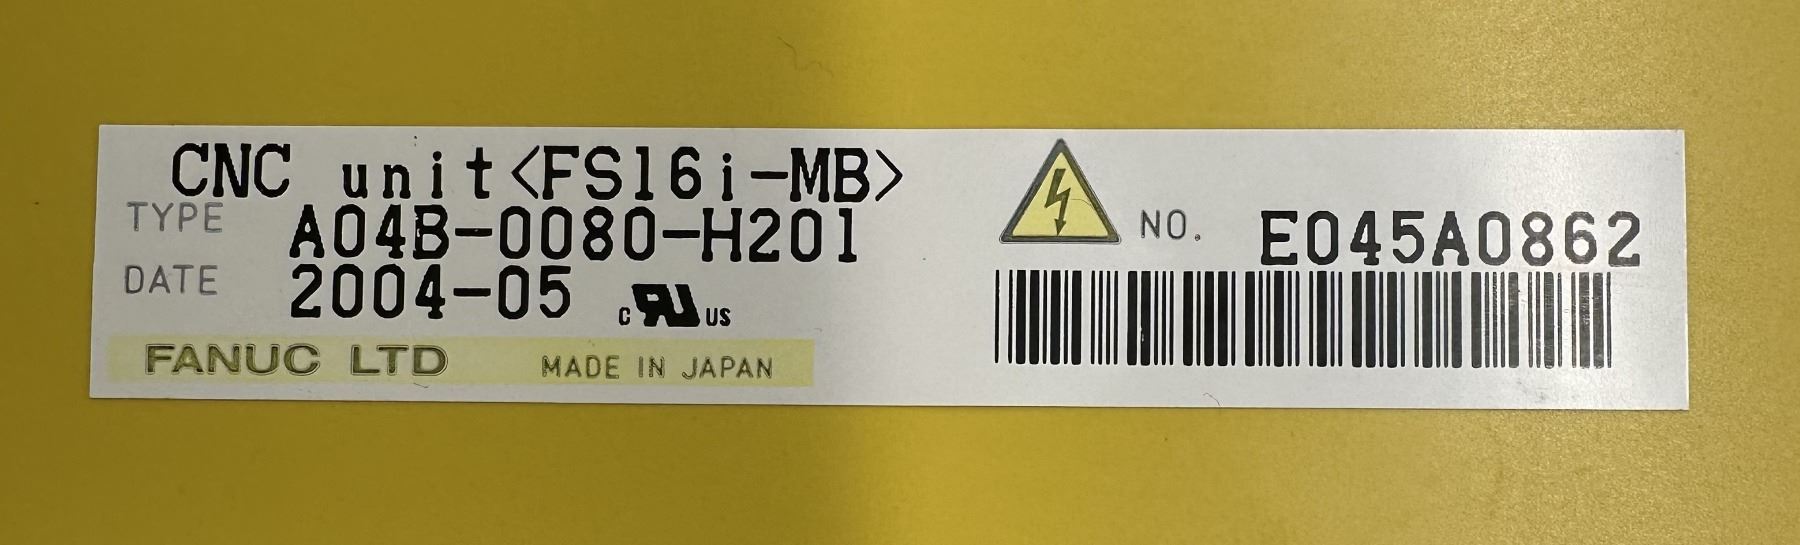 CNC unit<FS16i-MB>
TYPE A04B-0080-H201
DATE 2004-05 c RU US
FANUC LTD MADE IN JAPAN
NO. E045A0862